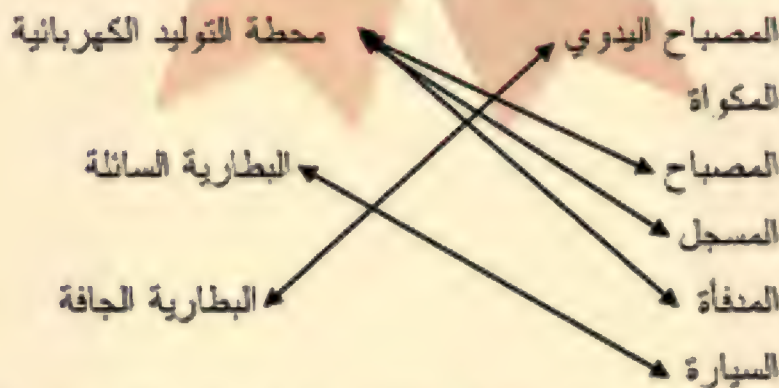 المصباح اليدوي محطة التوليد الكهربائية
المكواة
المصباح البطارية السائلة
المسجل
المدفأة البطارية الجافة
السيارة